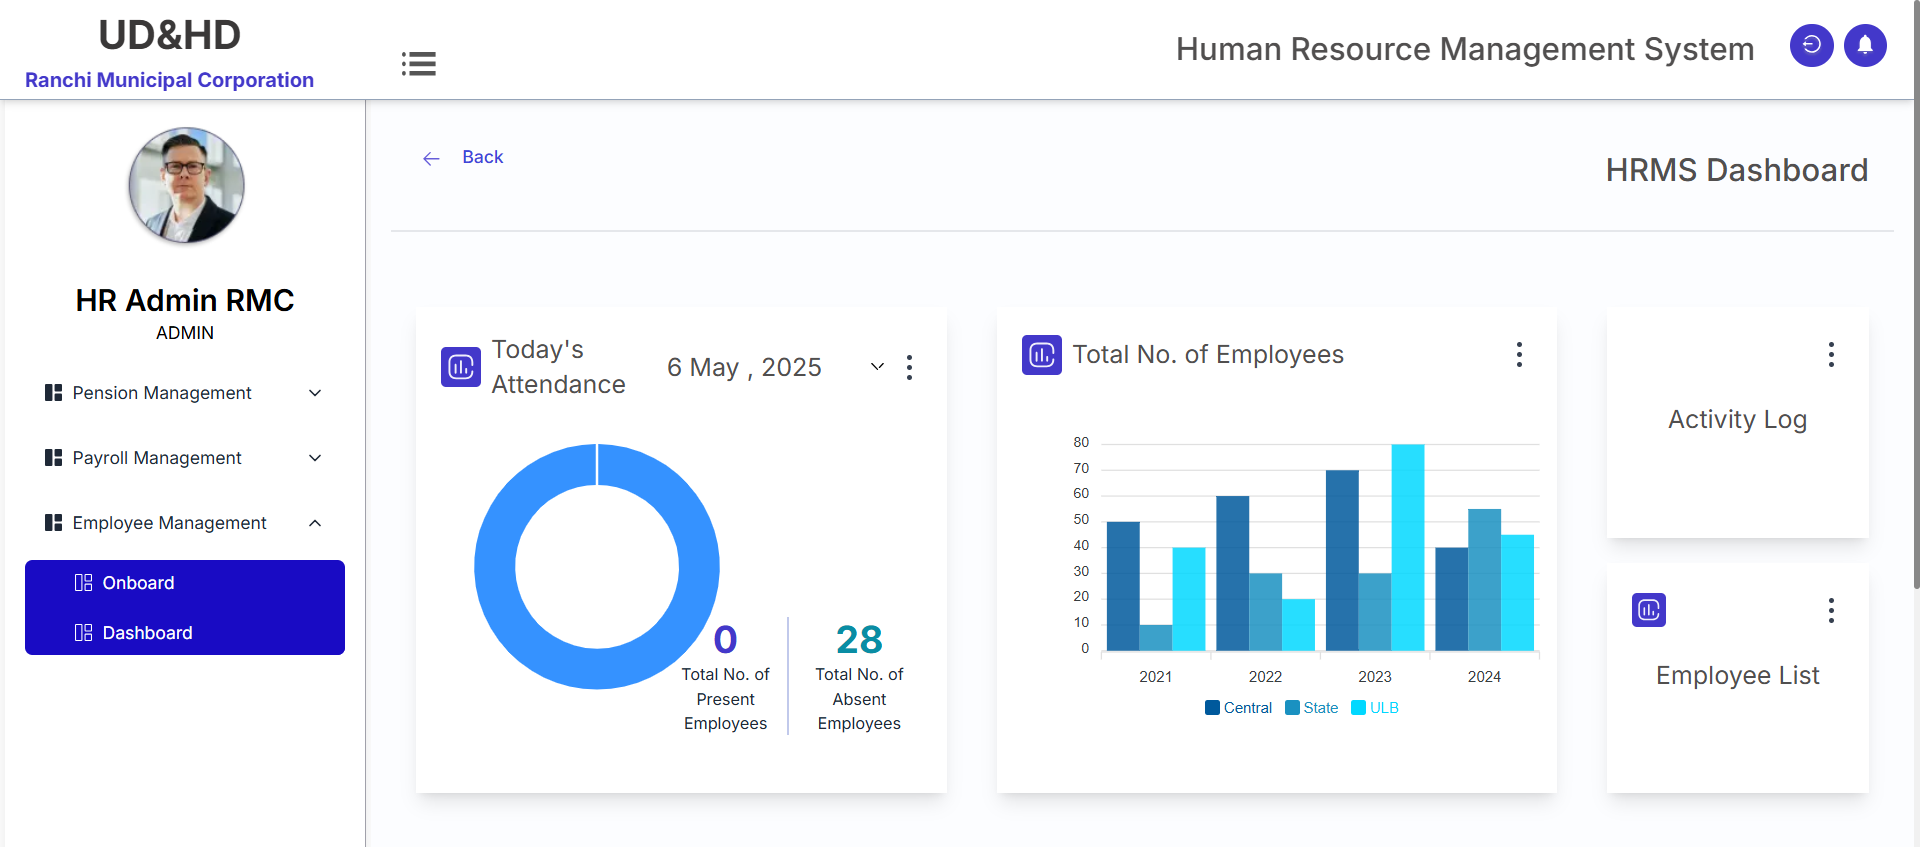 UD&HD
Ranchi Municipal Corporation
Human Resource Management System
HR Admin RMC
ADMIN
Pension Management
Payroll Management
Employee Management
Onboard
Dashboard
Back
HRMS Dashboard
Today's
Attendance
6 May , 2025
0
Total No. of
Present
Employees
28
Total No. of
Absent
Employees
Total No. of Employees
80
70
60
50
40
30
20
10
0
2021 2022 2023 2024
Central State ULB
Activity Log
Employee List